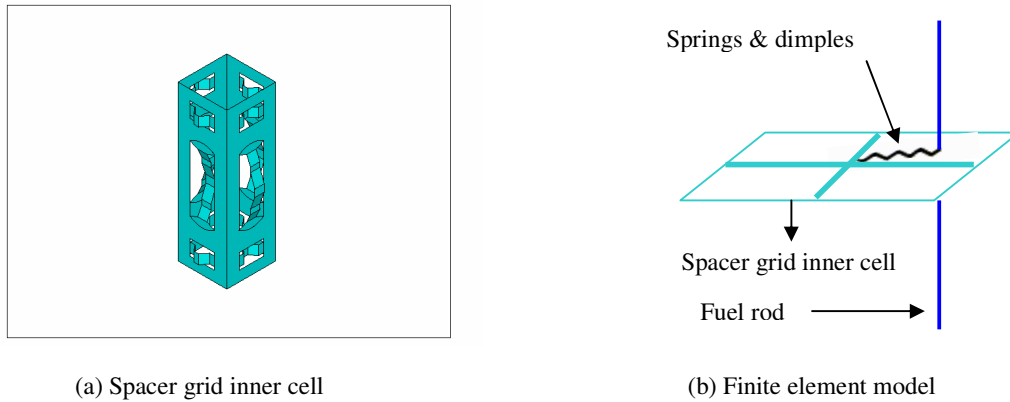 Springs & dimples
Spacer grid inner cell
Fuel rod
(a) Spacer grid inner cell
(b) Finite element model